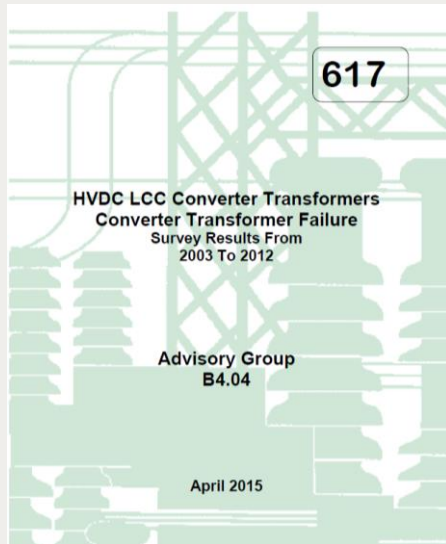 617
HVDC LCC Converter Transformers
Converter Transformer Failure
Survey Results From
2003 To 2012
Advisory Group
B4.04
April 2015